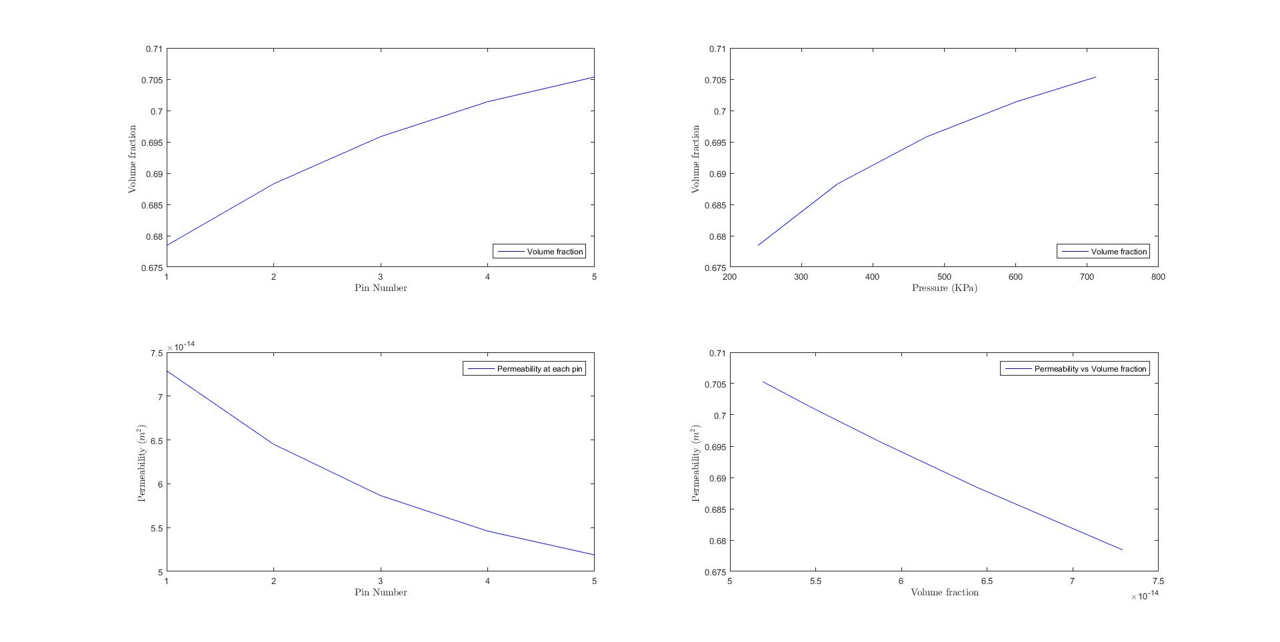 0.71
0.705
0.7
0.695
0.69
0.685
0.68
0.675
Volume fraction
1 2 3 4 5
Pin Number
Volume fraction
0.71
0.705
0.7
0.695
0.69
0.685
0.68
0.675
Volume fraction
200 300 400 500 600 700 800
Pressure (KPa)
Volume fraction
×10-14
7.5
7
6.5
6
5.5
5
Permeability (m²)
1 2 3 4 5
Pin Number
Permeability at each pin
0.71
0.705
0.7
0.695
0.69
0.685
0.68
0.675
Permeability (m²)
5 5.5 6 6.5 7 7.5
×10-14
Volume fraction
Permeability vs Volume fraction